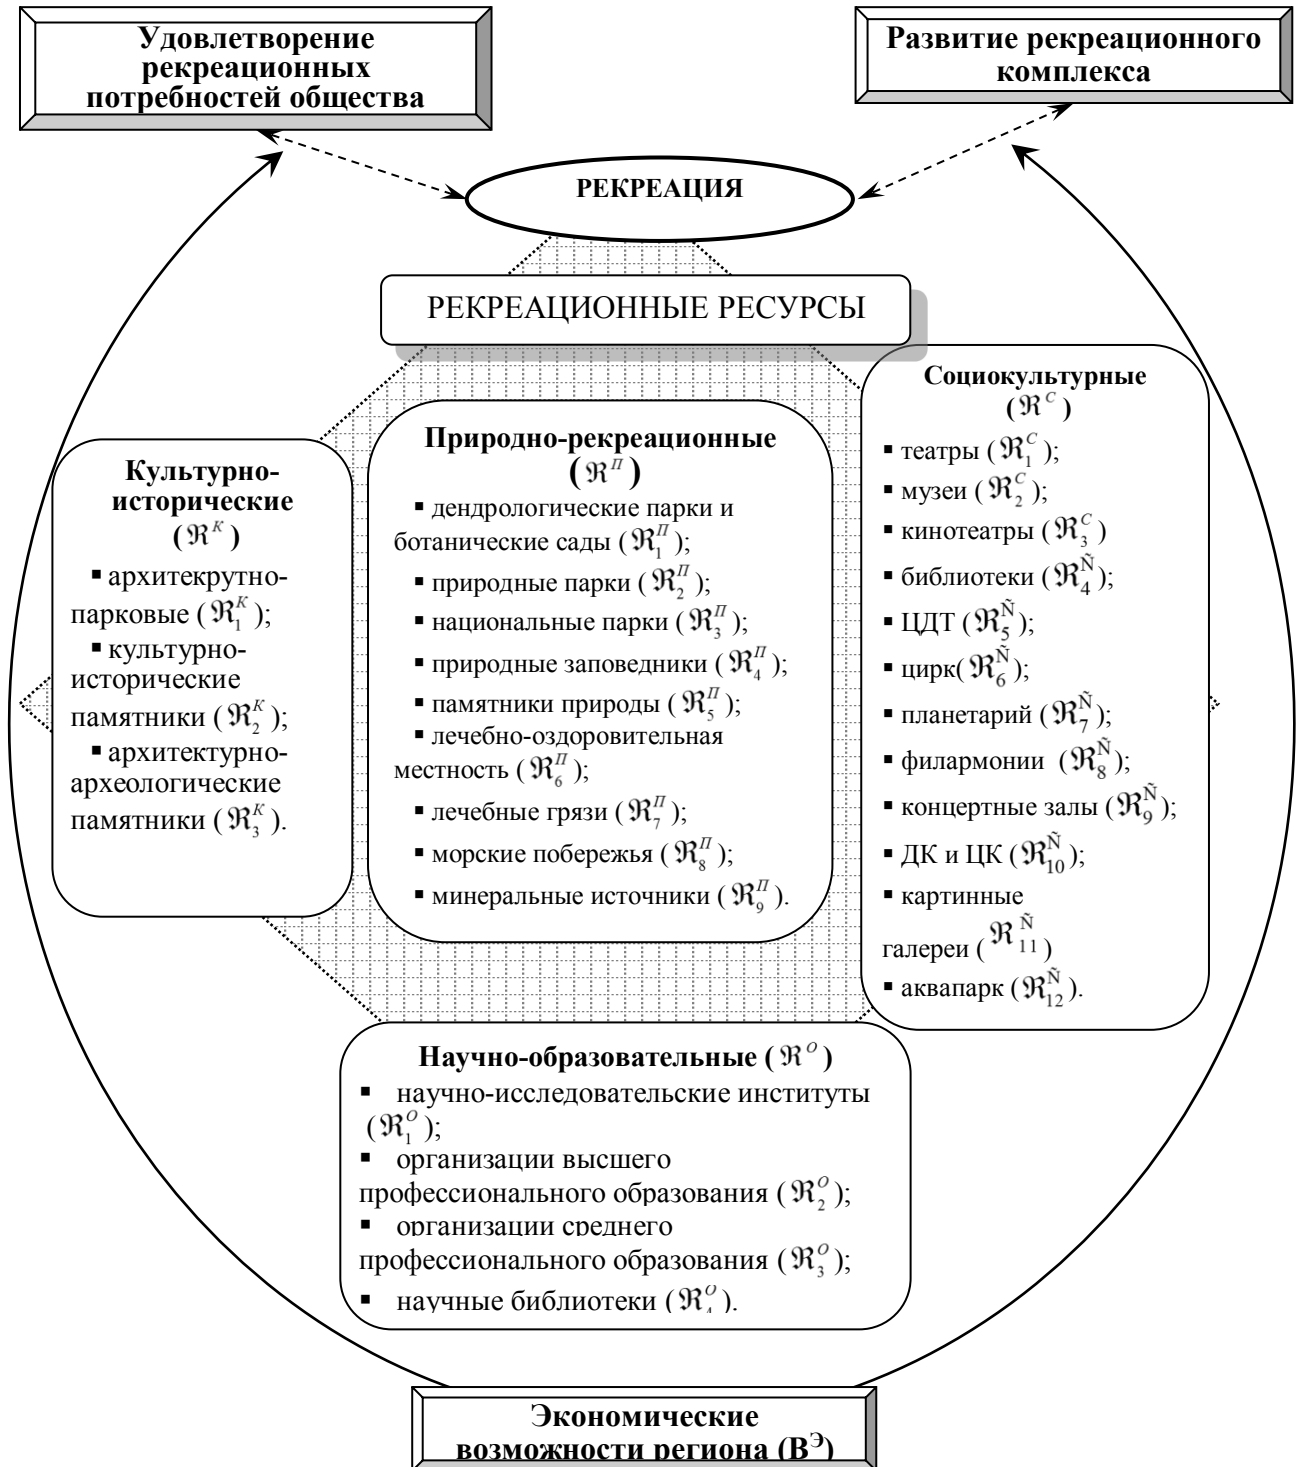 Удовлетворение
рекреационных
потребностей общества
Развитие рекреационного
комплекса
РЕКРЕАЦИЯ
РЕКРЕАЦИОННЫЕ РЕСУРСЫ
Культурно-
исторические
(ℜ^К)
▪ архитекрутно-
парковые (ℜ₁^К);
▪ культурно-
исторические
памятники (ℜ₂^К);
▪ архитектурно-
археологические
памятники (ℜ₃^К).
Природно-рекреационные
(ℜ^П)
▪ дендрологические парки и
ботанические сады (ℜ₁^П);
▪ природные парки (ℜ₂^П);
▪ национальные парки (ℜ₃^П);
▪ природные заповедники (ℜ₄^П);
▪ памятники природы (ℜ₅^П);
▪ лечебно-оздоровительная
местность (ℜ₆^П);
▪ лечебные грязи (ℜ₇^П);
▪ морские побережья (ℜ₈^П);
▪ минеральные источники (ℜ₉^П).
Социокультурные
(ℜ^С)
▪ театры (ℜ₁^С);
▪ музеи (ℜ₂^С);
▪ кинотеатры (ℜ₃^С)
▪ библиотеки (ℜ₄^Ñ);
▪ ЦДТ (ℜ₅^Ñ);
▪ цирк(ℜ₆^Ñ);
▪ планетарий (ℜ₇^Ñ);
▪ филармонии (ℜ₈^Ñ);
▪ концертные залы (ℜ₉^Ñ);
▪ ДК и ЦК (ℜ₁₀^Ñ);
▪ картинные
галереи (ℜ₁₁^Ñ)
▪ аквапарк (ℜ₁₂^Ñ).
Научно-образовательные (ℜ^О)
▪ научно-исследовательские институты
(ℜ₁^О);
▪ организации высшего
профессионального образования (ℜ₂^О);
▪ организации среднего
профессионального образования (ℜ₃^О);
▪ научные библиотеки (ℜ₄^О).
Экономические
возможности региона (В^Э)